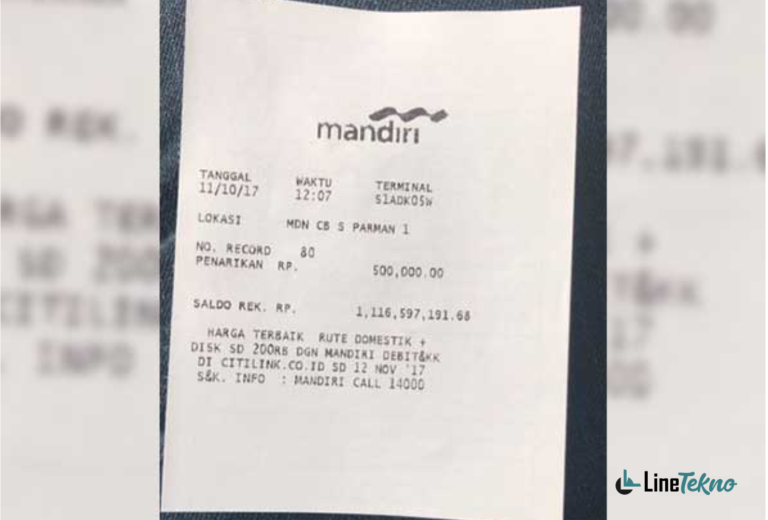 mandiri
TANGGAL WAKTU TERMINAL
11/10/17 12:07 S1ADK05W
LOKASI MDN CB S PARMAN 1
NO. RECORD 80
PENARIKAN RP. 500,000.00
SALDO REK. RP. 1,116,597,191.68
HARGA TERBAIK RUTE DOMESTIK +
DISK SD 200RB DGN MANDIRI DEBIT&KK
DI CITILINK.CO.ID SD 12 NOV '17
S&K. INFO : MANDIRI CALL 14000
LineTekno